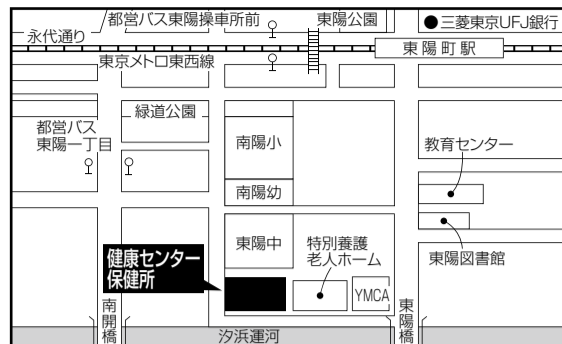 都営バス東陽操車所前
東陽公園
●三菱東京UFJ銀行
永代通り
東陽町駅
東京メトロ東西線
緑道公園
都営バス
東陽一丁目
南陽小
教育センター
南陽幼
東陽中
特別養護
老人ホーム
東陽図書館
健康センター
保健所
YMCA
南開橋
東陽橋
汐浜運河